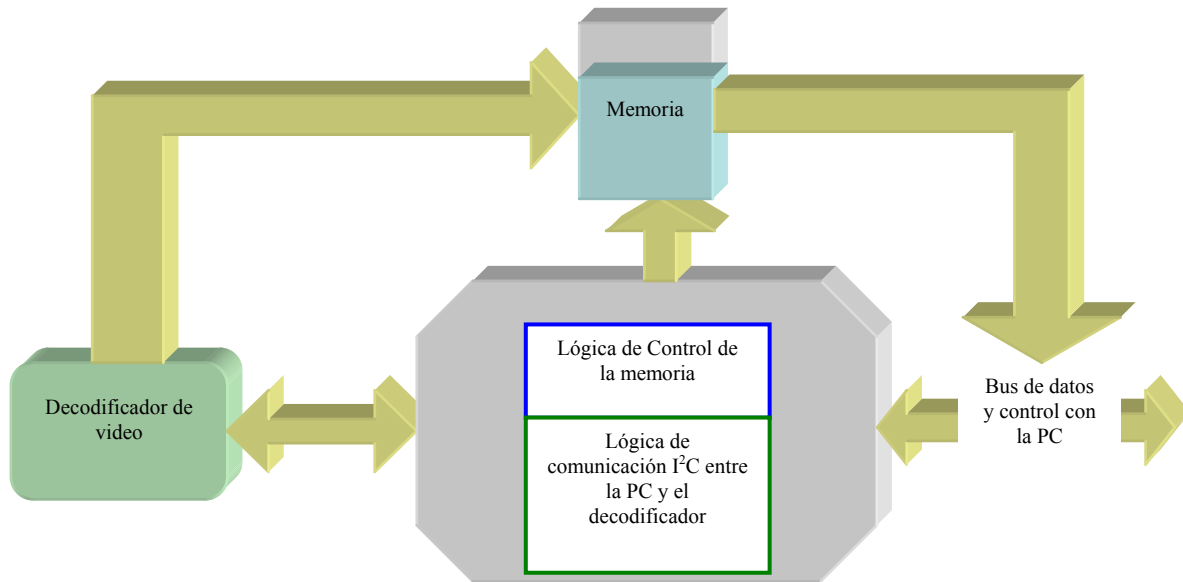 Memoria
Lógica de Control de
la memoria
Decodificador de
video
Lógica de
comunicación I²C entre
la PC y el
decodificador
Bus de datos
y control con
la PC